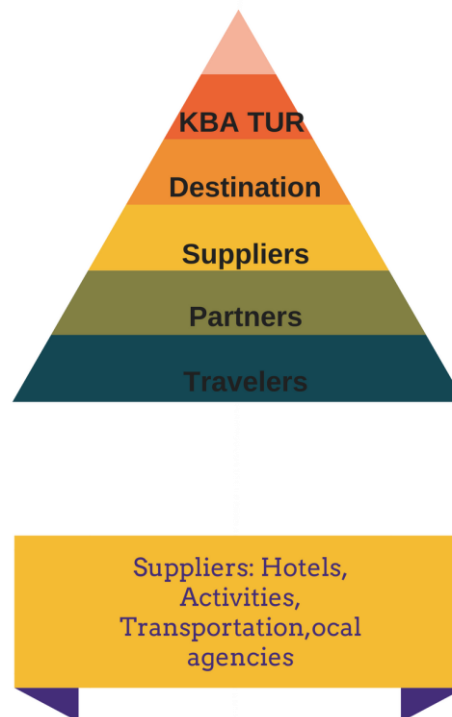 KBA TUR
Destination
Suppliers
Partners
Travelers
Suppliers: Hotels,
Activities,
Transportation,ocal
agencies